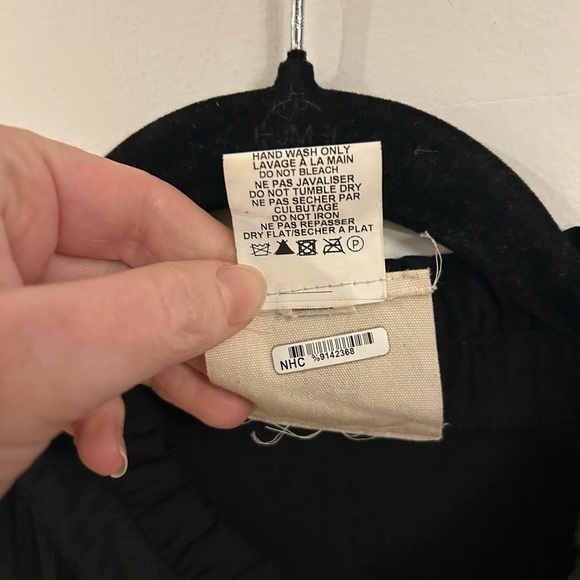 HAND WASH ONLY
LAVAGE À LA MAIN
DO NOT BLEACH
NE PAS JAVALISER
DO NOT TUMBLE DRY
NE PAS SECHER PAR
CULBUTAGE
DO NOT IRON
NE PAS REPASSER
DRY FLAT/SECHER A PLAT
P
NHC %9142368